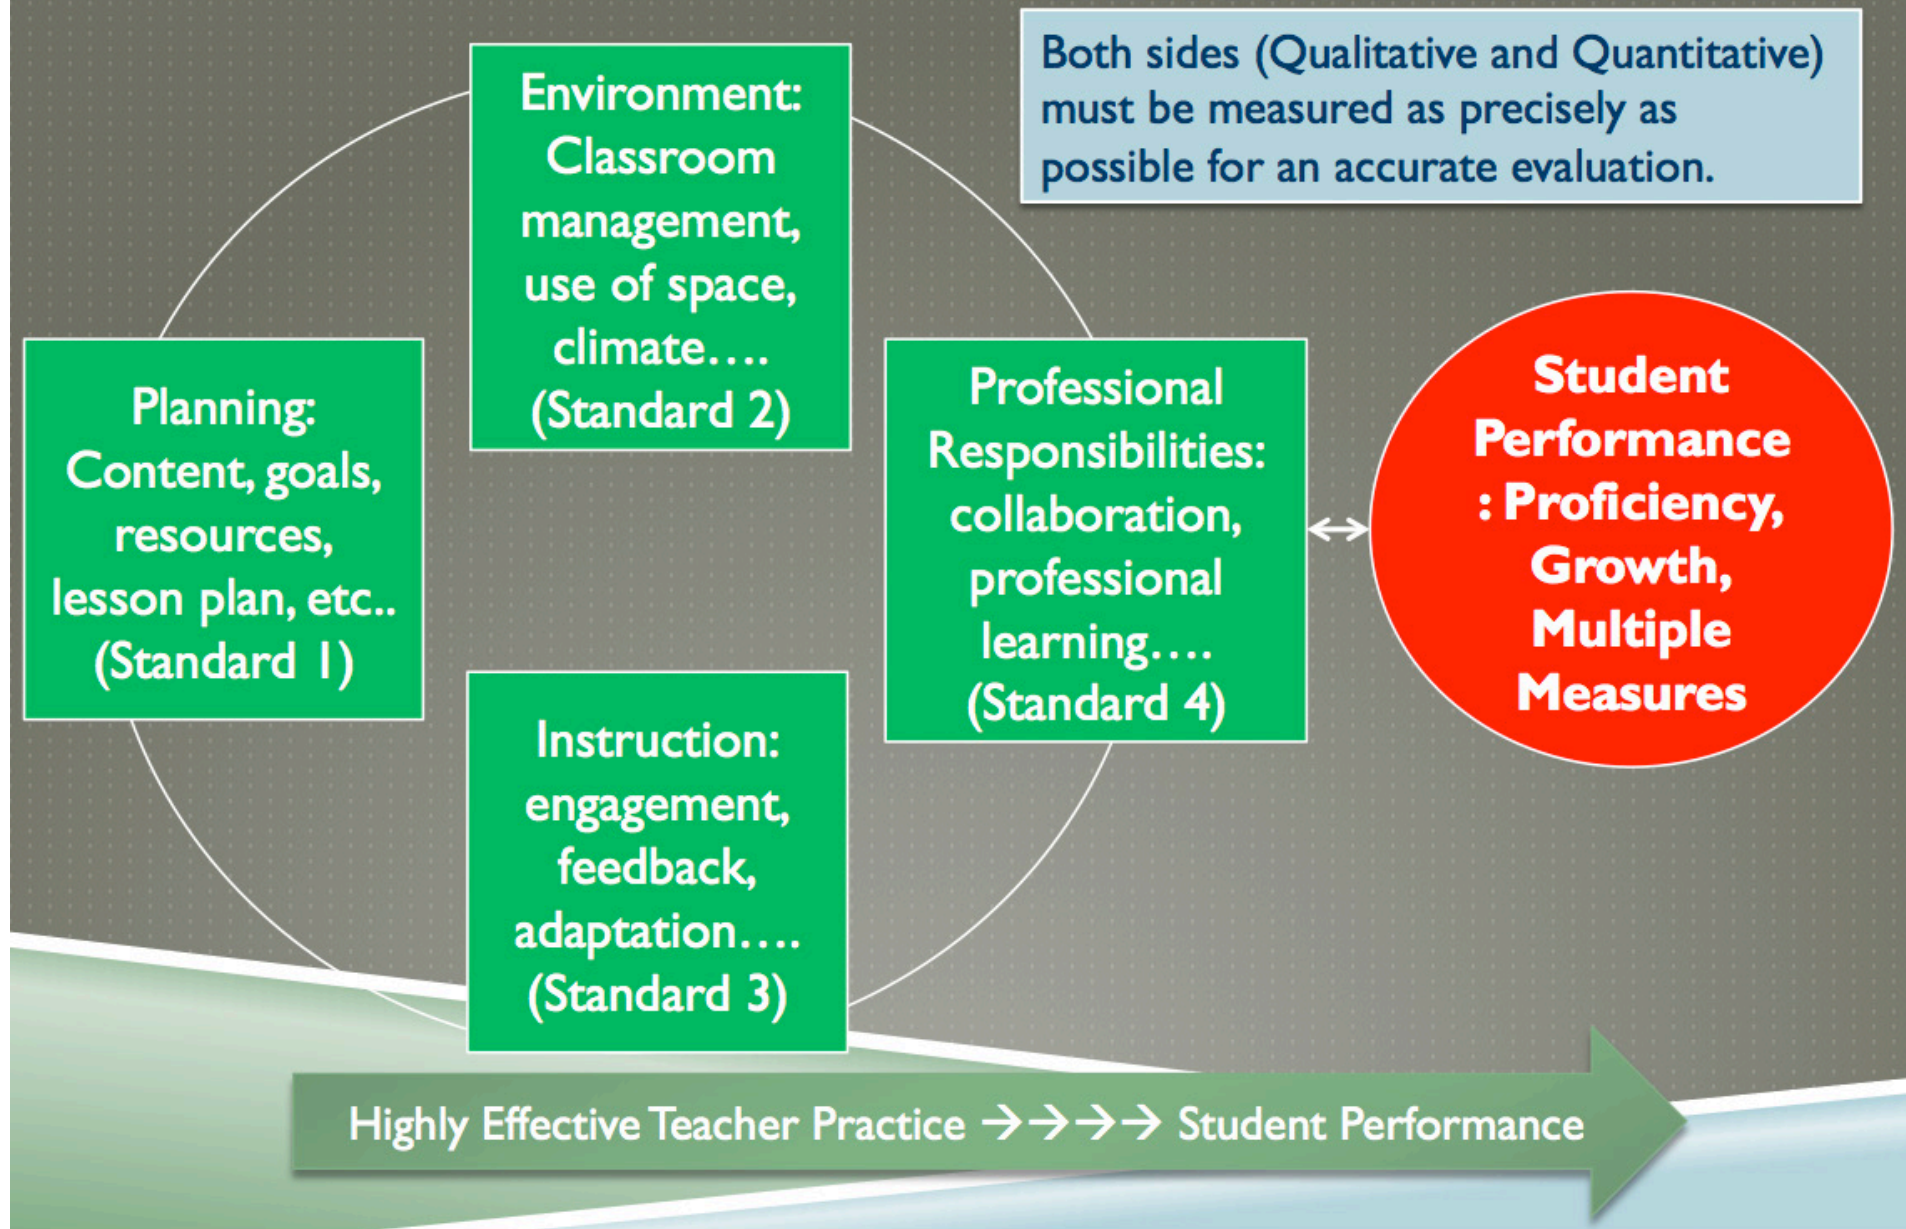 Both sides (Qualitative and Quantitative)
must be measured as precisely as
possible for an accurate evaluation.
Planning:
Content, goals,
resources,
lesson plan, etc..
(Standard 1)
Environment:
Classroom
management,
use of space,
climate….
(Standard 2)
Instruction:
engagement,
feedback,
adaptation….
(Standard 3)
Professional
Responsibilities:
collaboration,
professional
learning….
(Standard 4)
Student
Performance
: Proficiency,
Growth,
Multiple
Measures
Highly Effective Teacher Practice →→→→ Student Performance